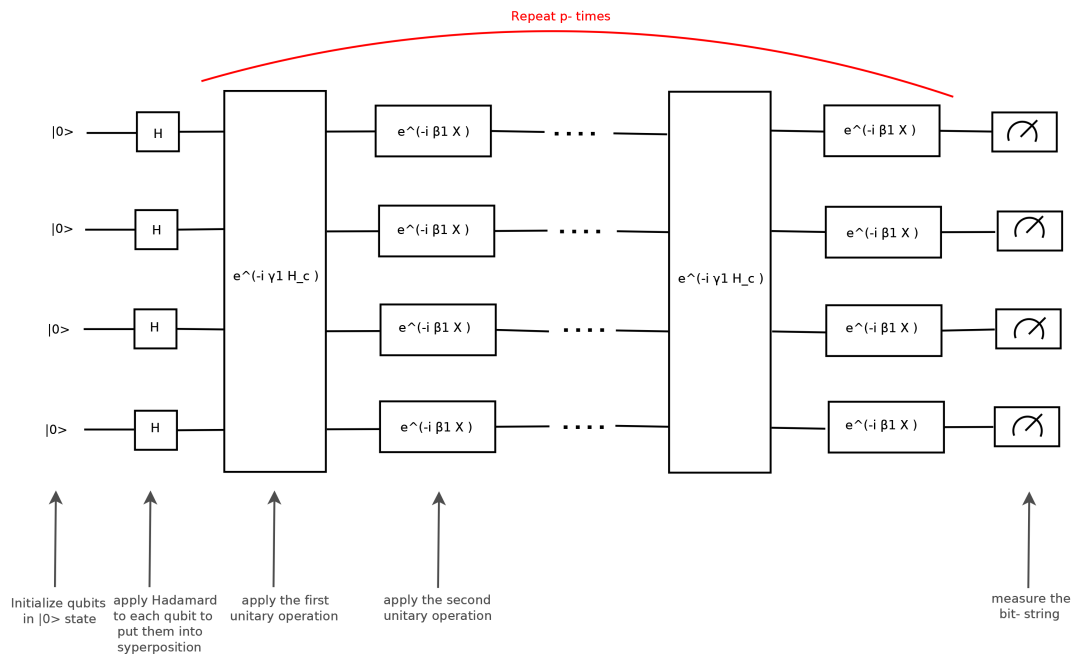 Repeat p- times
|0>
H
e^(-i β1 X )
e^(-i β1 X )
|0>
H
e^(-i β1 X )
e^(-i β1 X )
e^(-i γ1 H_c )
e^(-i γ1 H_c )
|0>
H
e^(-i β1 X )
e^(-i β1 X )
|0>
H
e^(-i β1 X )
e^(-i β1 X )
Initialize qubits
in |0> state
apply Hadamard
to each qubit to
put them into
syperposition
apply the first
unitary operation
apply the second
unitary operation
measure the
bit- string